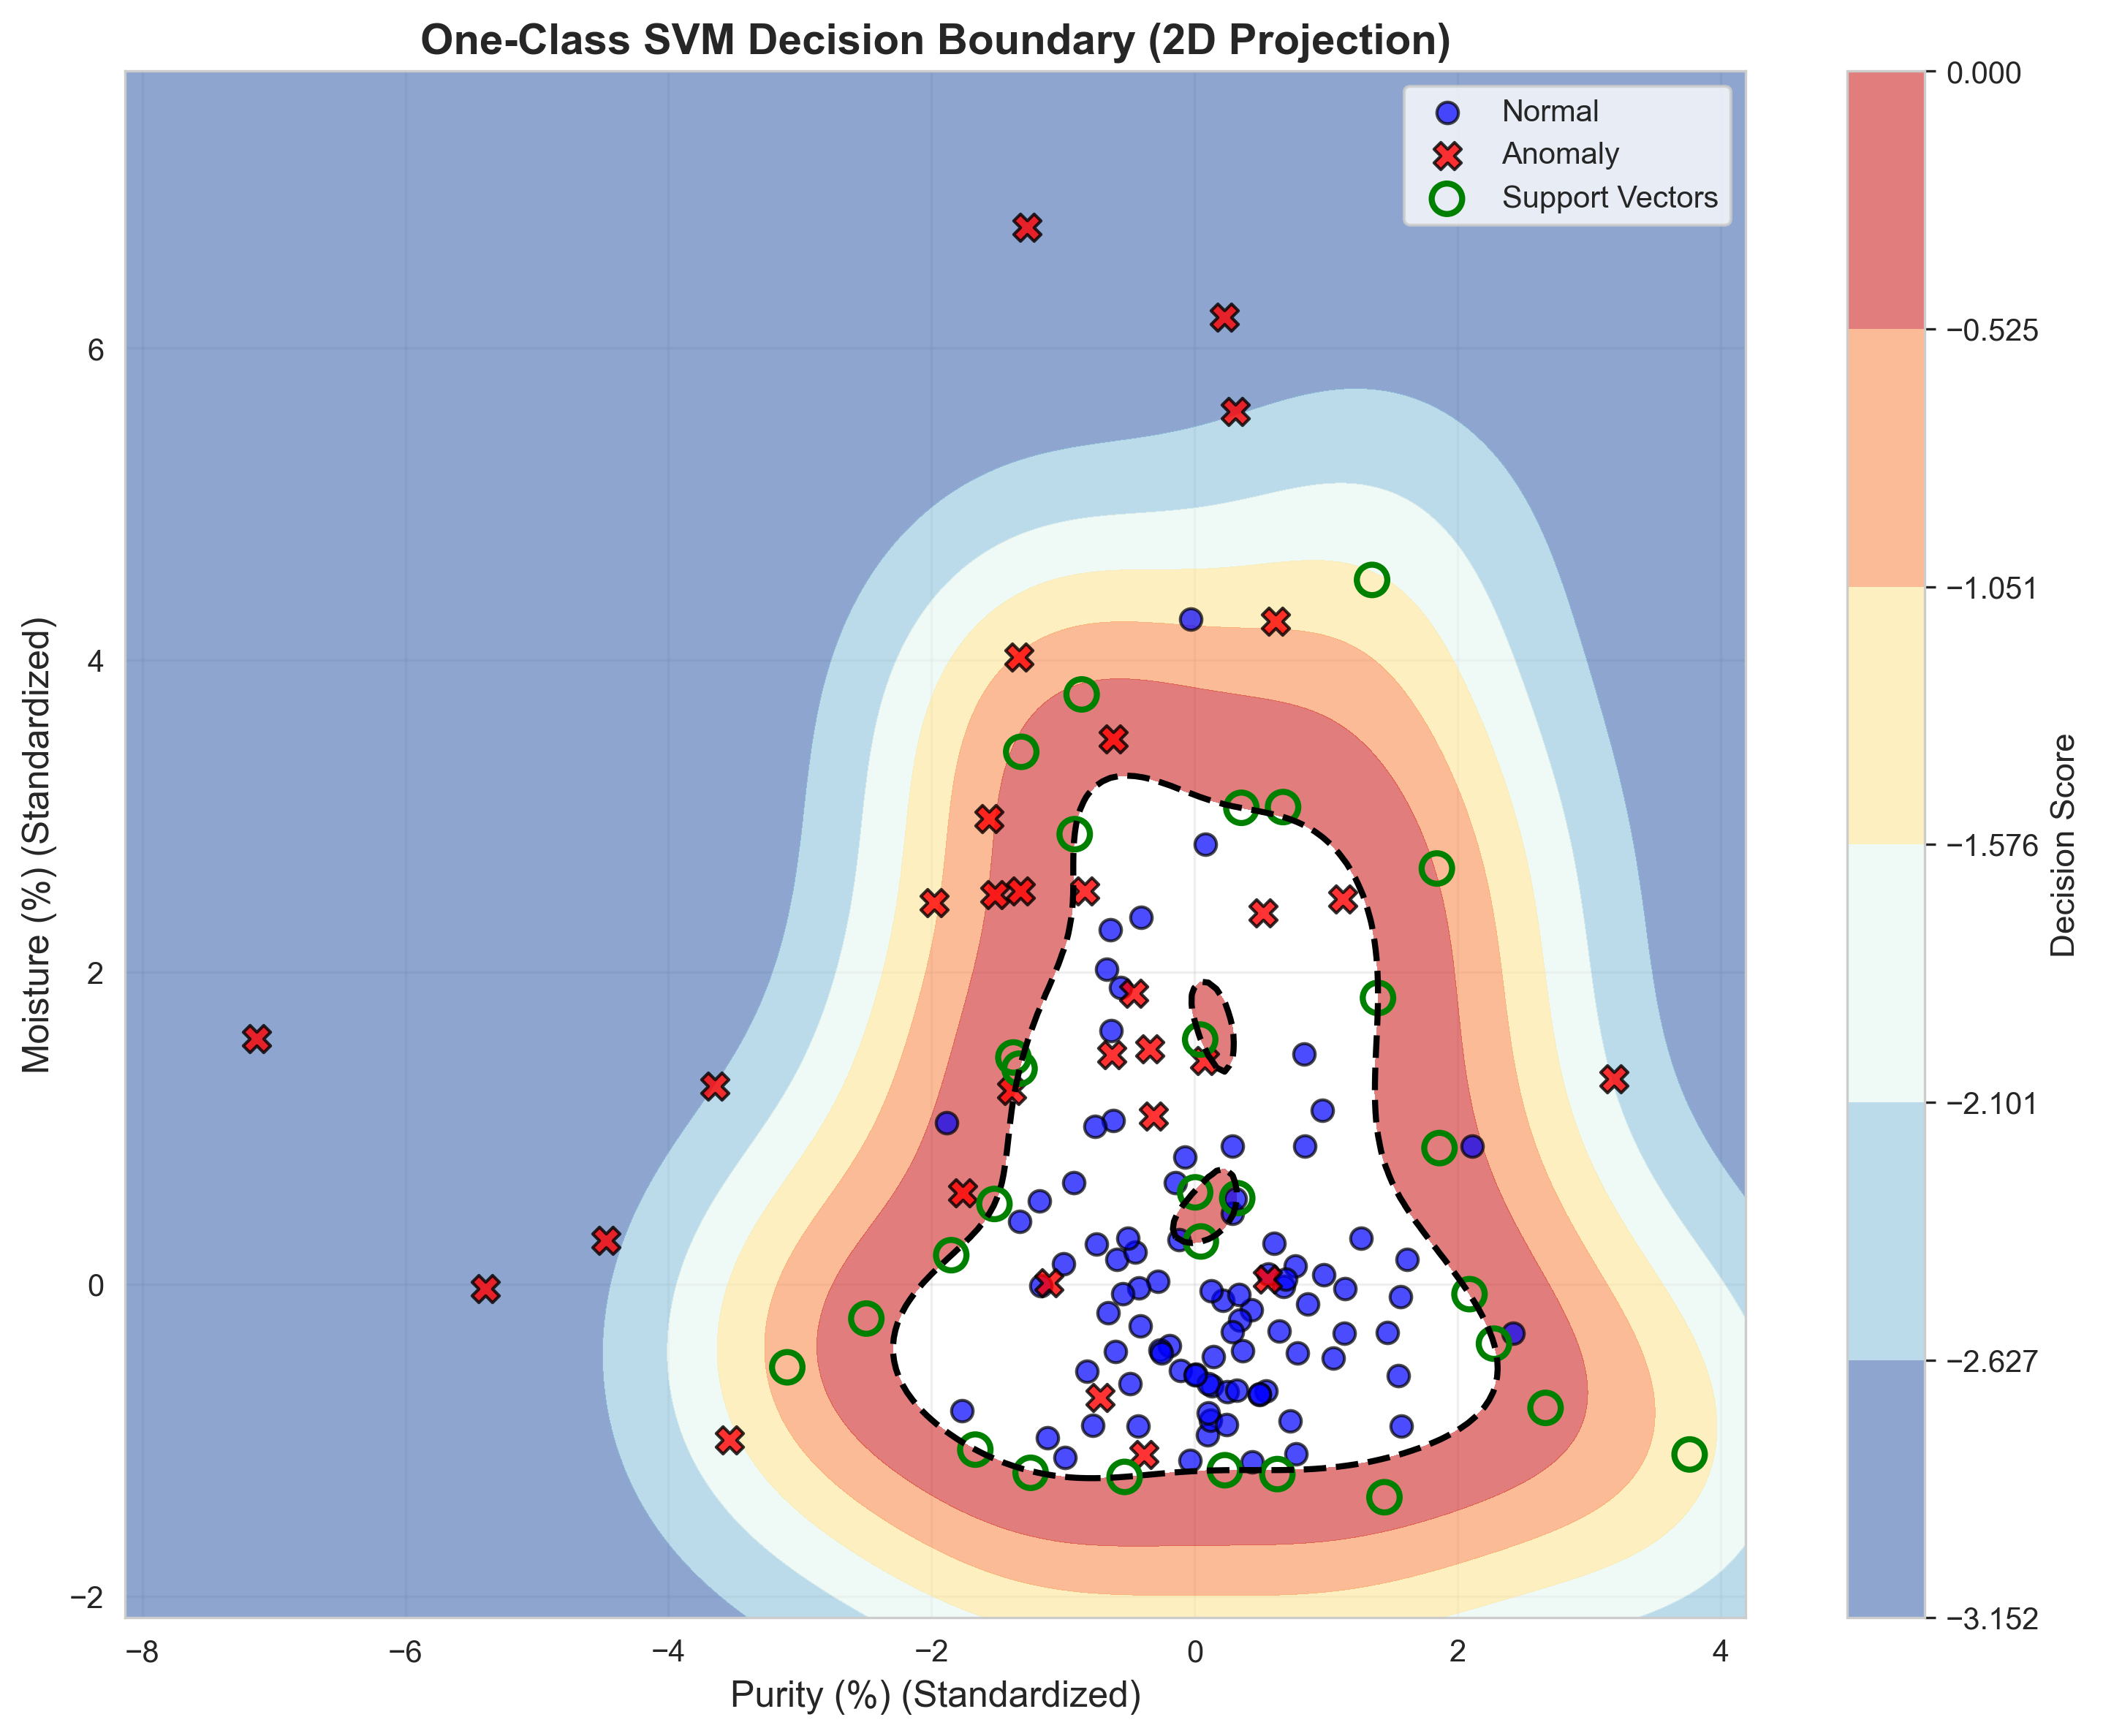 One-Class SVM Decision Boundary (2D Projection)
Normal
Anomaly
Support Vectors
Moisture (%) (Standardized)
6
4
2
0
−2
−8
−6
−4
−2
0
2
4
Purity (%) (Standardized)
0.000
−0.525
−1.051
−1.576
−2.101
−2.627
−3.152
Decision Score